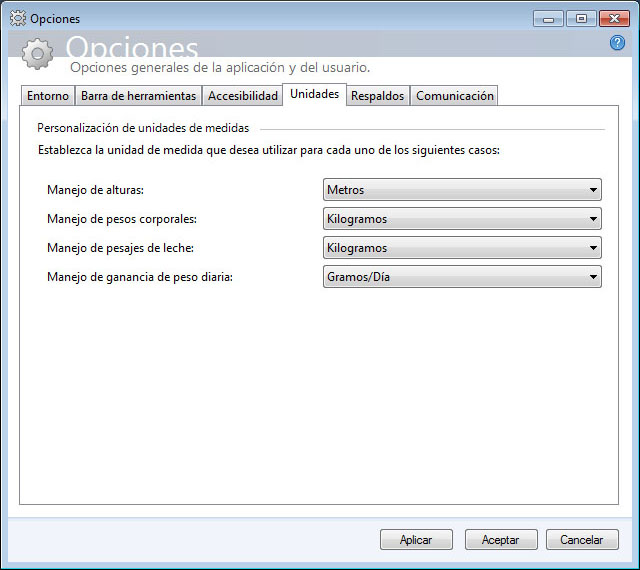 Opciones
Opciones
Opciones generales de la aplicación y del usuario.
Entorno Barra de herramientas Accesibilidad Unidades Respaldos Comunicación
Personalización de unidades de medidas
Establezca la unidad de medida que desea utilizar para cada uno de los siguientes casos:
Manejo de alturas: Metros
Manejo de pesos corporales: Kilogramos
Manejo de pesajes de leche: Kilogramos
Manejo de ganancia de peso diaria: Gramos/Día
Aplicar Aceptar Cancelar